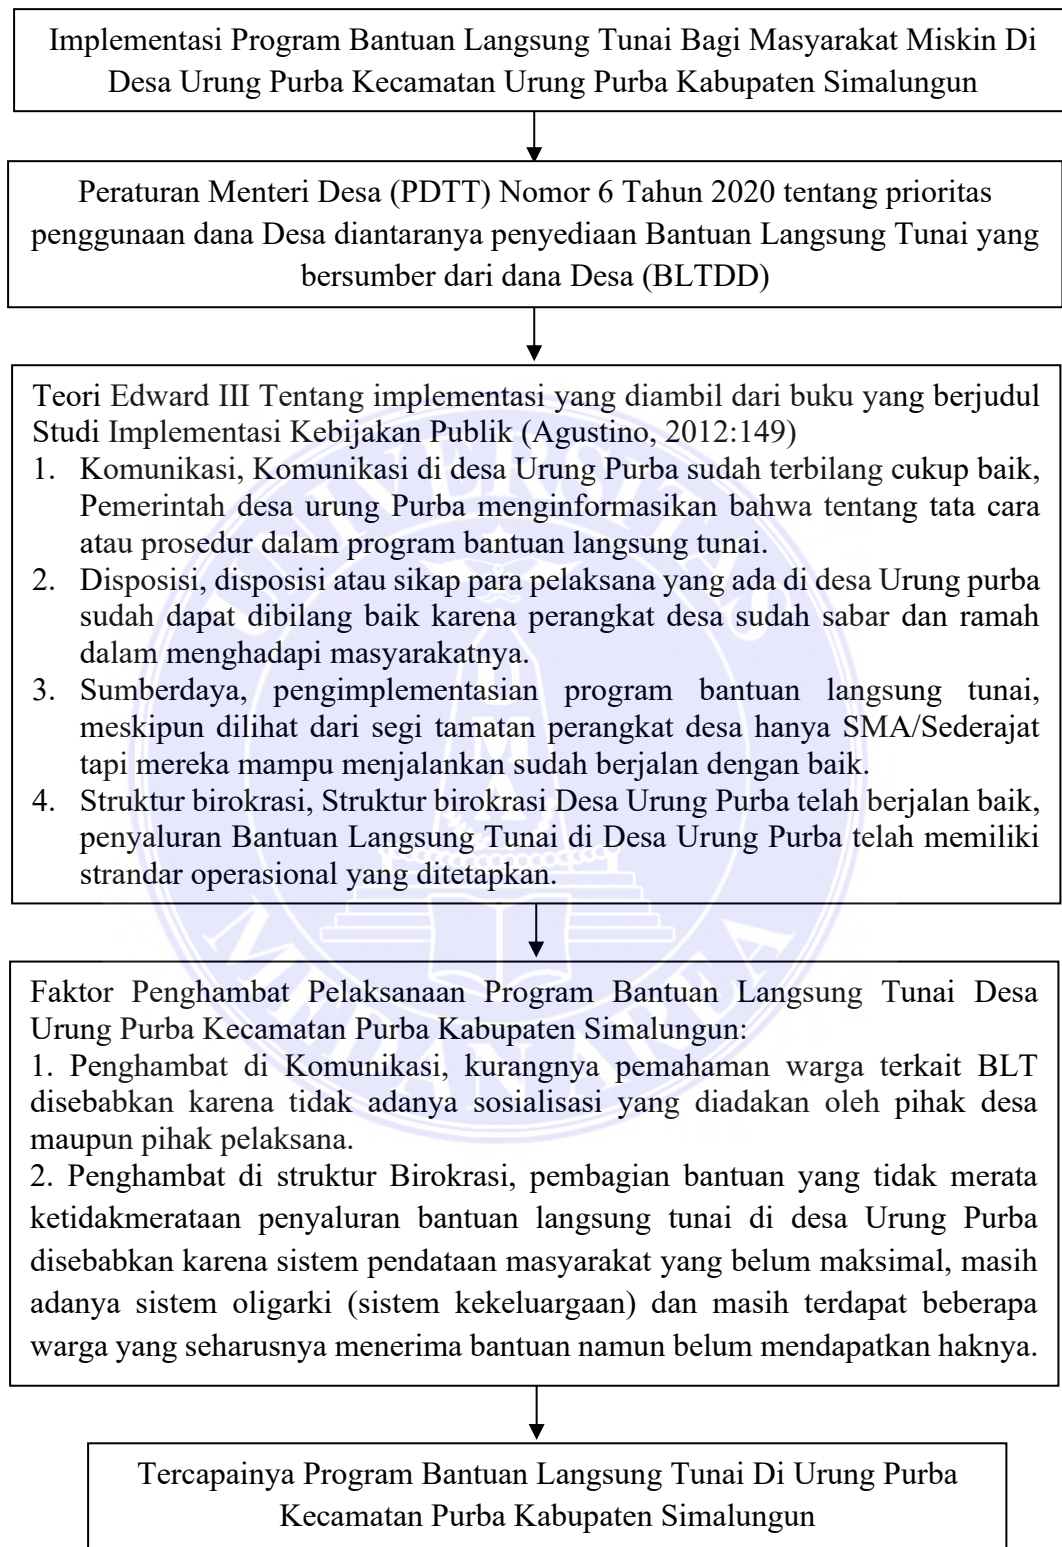 Implementasi Program Bantuan Langsung Tunai Bagi Masyarakat Miskin Di
Desa Urung Purba Kecamatan Urung Purba Kabupaten Simalungun
Peraturan Menteri Desa (PDTT) Nomor 6 Tahun 2020 tentang prioritas
penggunaan dana Desa diantaranya penyediaan Bantuan Langsung Tunai yang
bersumber dari dana Desa (BLTDD)
Teori Edward III Tentang implementasi yang diambil dari buku yang berjudul
Studi Implementasi Kebijakan Publik (Agustino, 2012:149)
1. Komunikasi, Komunikasi di desa Urung Purba sudah terbilang cukup baik,
Pemerintah desa urung Purba menginformasikan bahwa tentang tata cara
atau prosedur dalam program bantuan langsung tunai.
2. Disposisi, disposisi atau sikap para pelaksana yang ada di desa Urung purba
sudah dapat dibilang baik karena perangkat desa sudah sabar dan ramah
dalam menghadapi masyarakatnya.
3. Sumberdaya, pengimplementasian program bantuan langsung tunai,
meskipun dilihat dari segi tamatan perangkat desa hanya SMA/Sederajat
tapi mereka mampu menjalankan sudah berjalan dengan baik.
4. Struktur birokrasi, Struktur birokrasi Desa Urung Purba telah berjalan baik,
penyaluran Bantuan Langsung Tunai di Desa Urung Purba telah memiliki
strandar operasional yang ditetapkan.
Faktor Penghambat Pelaksanaan Program Bantuan Langsung Tunai Desa
Urung Purba Kecamatan Purba Kabupaten Simalungun:
1. Penghambat di Komunikasi, kurangnya pemahaman warga terkait BLT
disebabkan karena tidak adanya sosialisasi yang diadakan oleh pihak desa
maupun pihak pelaksana.
2. Penghambat di struktur Birokrasi, pembagian bantuan yang tidak merata
ketidakmerataan penyaluran bantuan langsung tunai di desa Urung Purba
disebabkan karena sistem pendataan masyarakat yang belum maksimal, masih
adanya sistem oligarki (sistem kekeluargaan) dan masih terdapat beberapa
warga yang seharusnya menerima bantuan namun belum mendapatkan haknya.
Tercapainya Program Bantuan Langsung Tunai Di Urung Purba
Kecamatan Purba Kabupaten Simalungun
UNIVERSITAS
UMA
MEDAN AREA